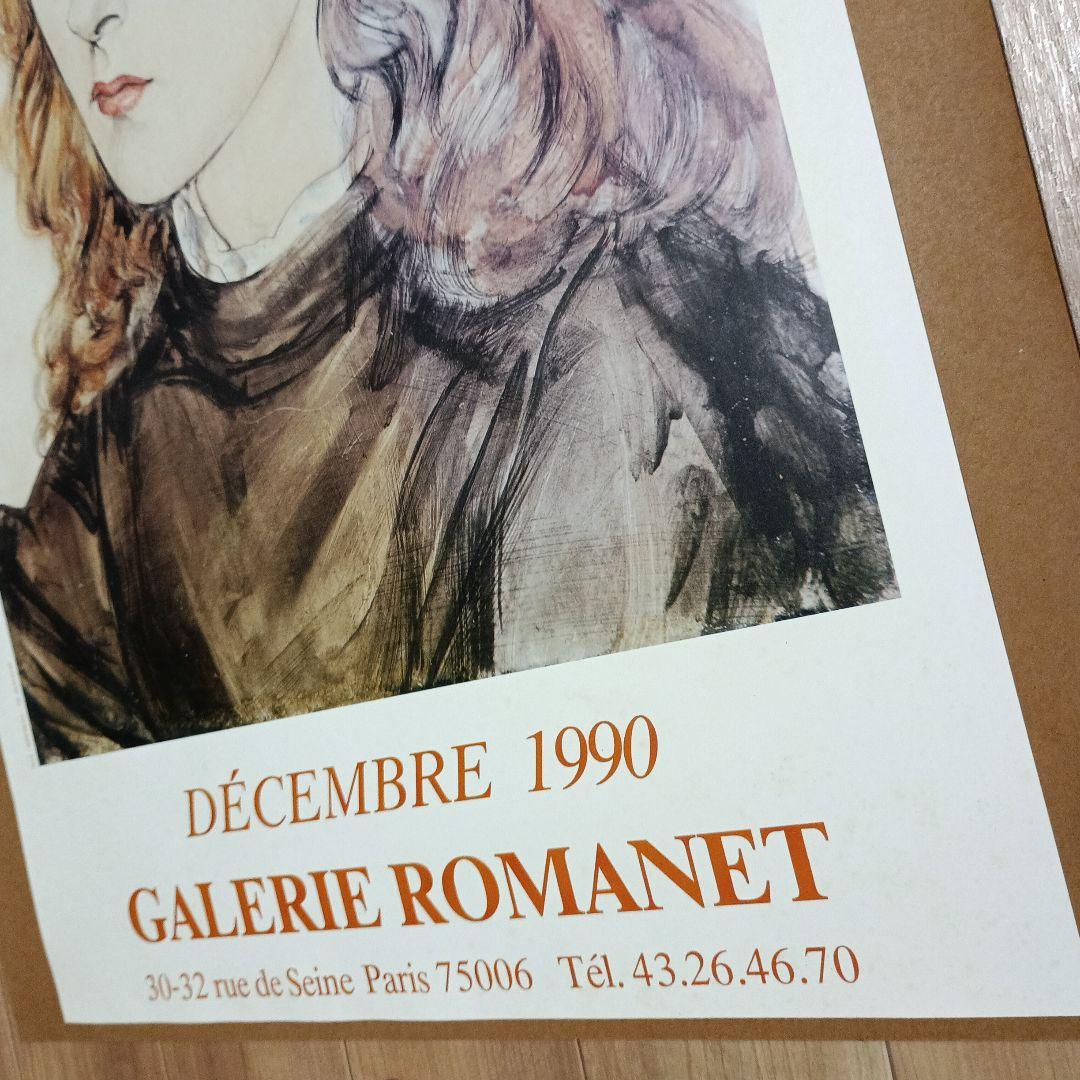 DÉCEMBRE 1990
GALERIE ROMANET
30-32 rue de Seine Paris 75006 Tél. 43.26.46.70